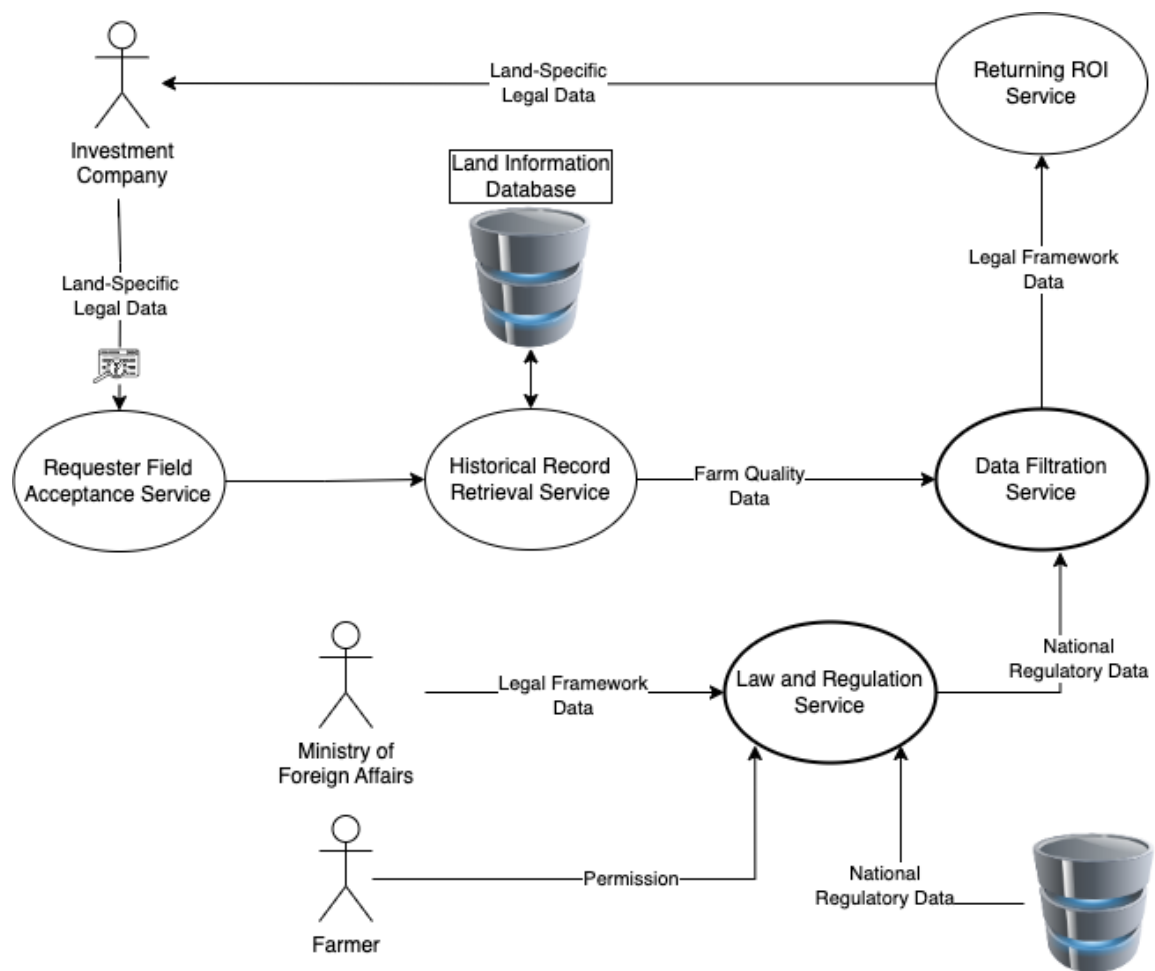 Land-Specific
Legal Data
Returning ROI
Service
Investment
Company
Land Information
Database
Land-Specific
Legal Data
Legal Framework
Data
Requester Field
Acceptance Service
Historical Record
Retrieval Service
Farm Quality
Data
Data Filtration
Service
Legal Framework
Data
Law and Regulation
Service
National
Regulatory Data
Ministry of
Foreign Affairs
Permission
National
Regulatory Data
Farmer